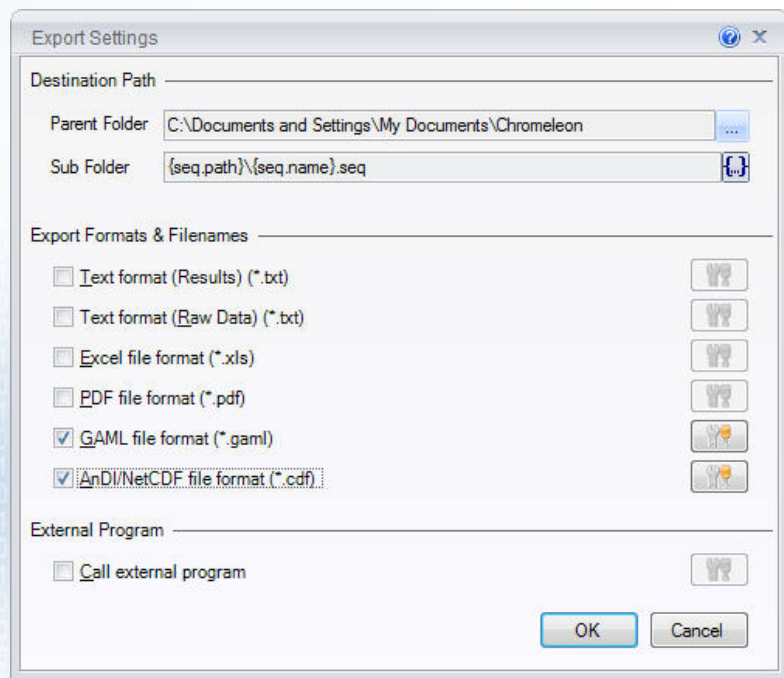 Export Settings
Destination Path
Parent Folder C:\Documents and Settings\My Documents\Chromeleon ...
Sub Folder {seq.path}\{seq.name}.seq {...}
Export Formats & Filenames
Text format (Results) (*.txt)
Text format (Raw Data) (*.txt)
Excel file format (*.xls)
PDF file format (*.pdf)
GAML file format (*.gaml)
AnDI/NetCDF file format (*.cdf)
External Program
Call external program
OK Cancel